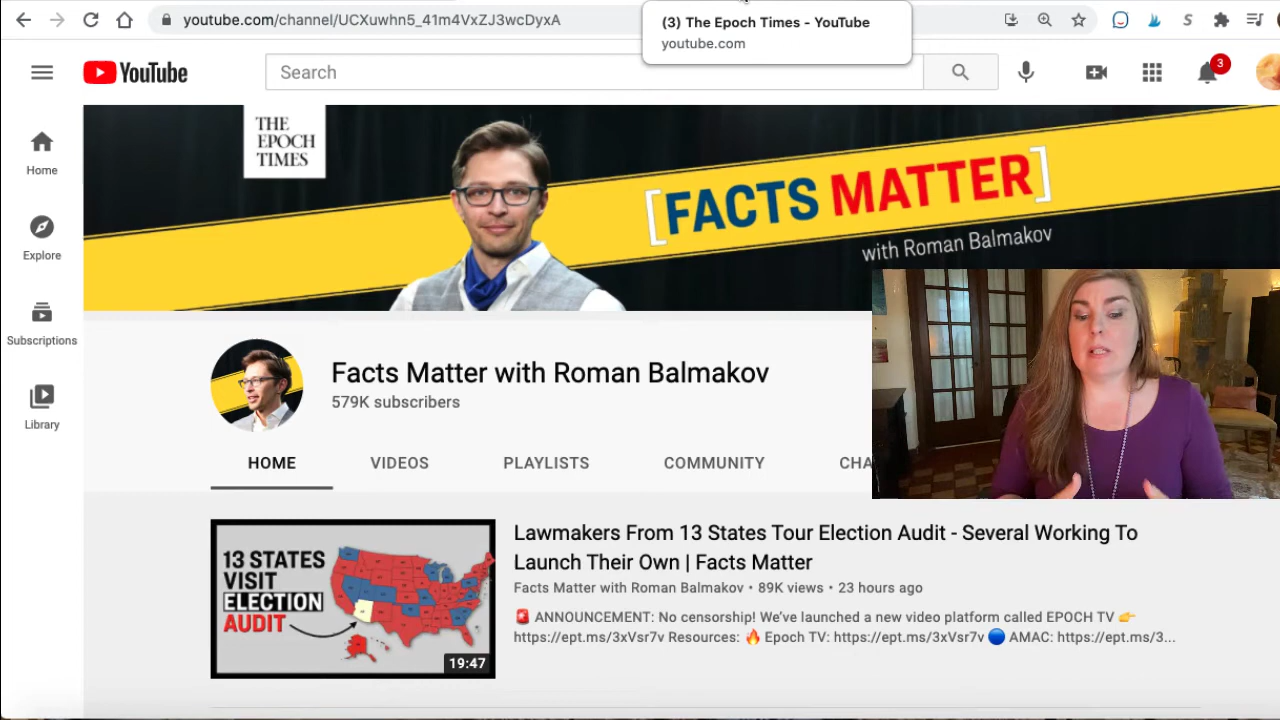 youtube.com/channel/UCXuwhn5_41m4VxZJ3wcDyxA
(3) The Epoch Times - YouTube
youtube.com
YouTube
Search
3
S
Home
Explore
Subscriptions
Library
THE
EPOCH
TIMES
[FACTS MATTER]
with Roman Balmakov
Facts Matter with Roman Balmakov
579K subscribers
HOME VIDEOS PLAYLISTS COMMUNITY CHA
13 STATES
VISIT
ELECTION
AUDIT
19:47
Lawmakers From 13 States Tour Election Audit - Several Working To
Launch Their Own | Facts Matter
Facts Matter with Roman Balmakov • 89K views • 23 hours ago
🚨 ANNOUNCEMENT: No censorship! We've launched a new video platform called EPOCH TV 👉
https://ept.ms/3xVsr7v Resources: 🔥 Epoch TV: https://ept.ms/3xVsr7v 🔵 AMAC: https://ept.ms/3...